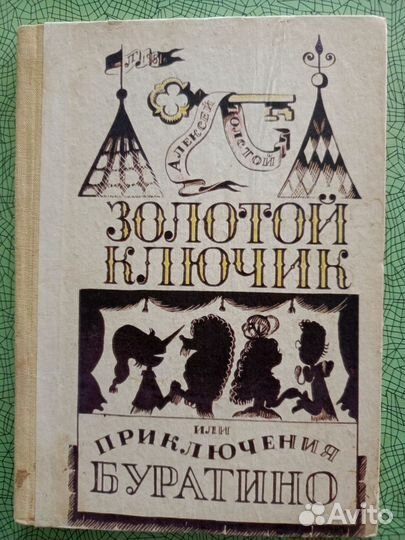 АЛЕКСЕЙ
ТОЛСТОЙ
ЗОЛОТОЙ
КЛЮЧИК
ИЛИ
ПРИКЛЮЧЕНИЯ
БУРАТИНО
Avito